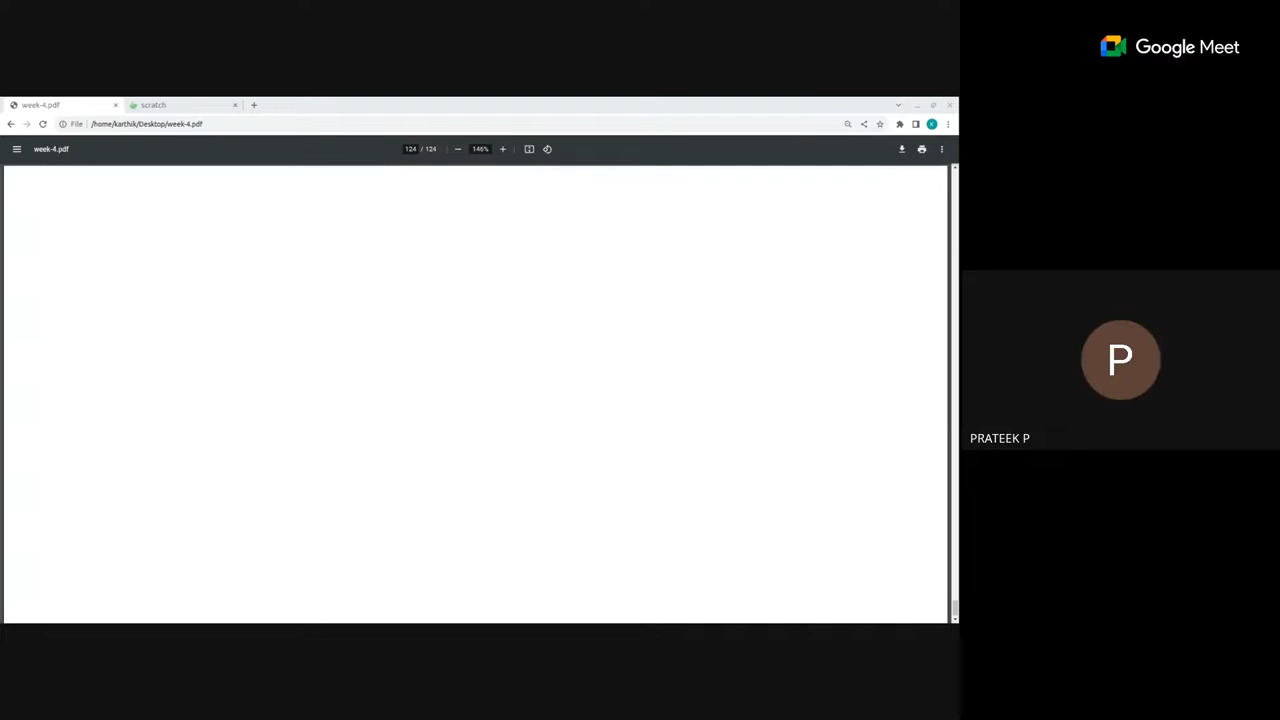 Google Meet
week-4.pdf
scratch
File
/home/karthik/Desktop/week-4.pdf
week-4.pdf
124 / 124
146%
K
P
PRATEEK P